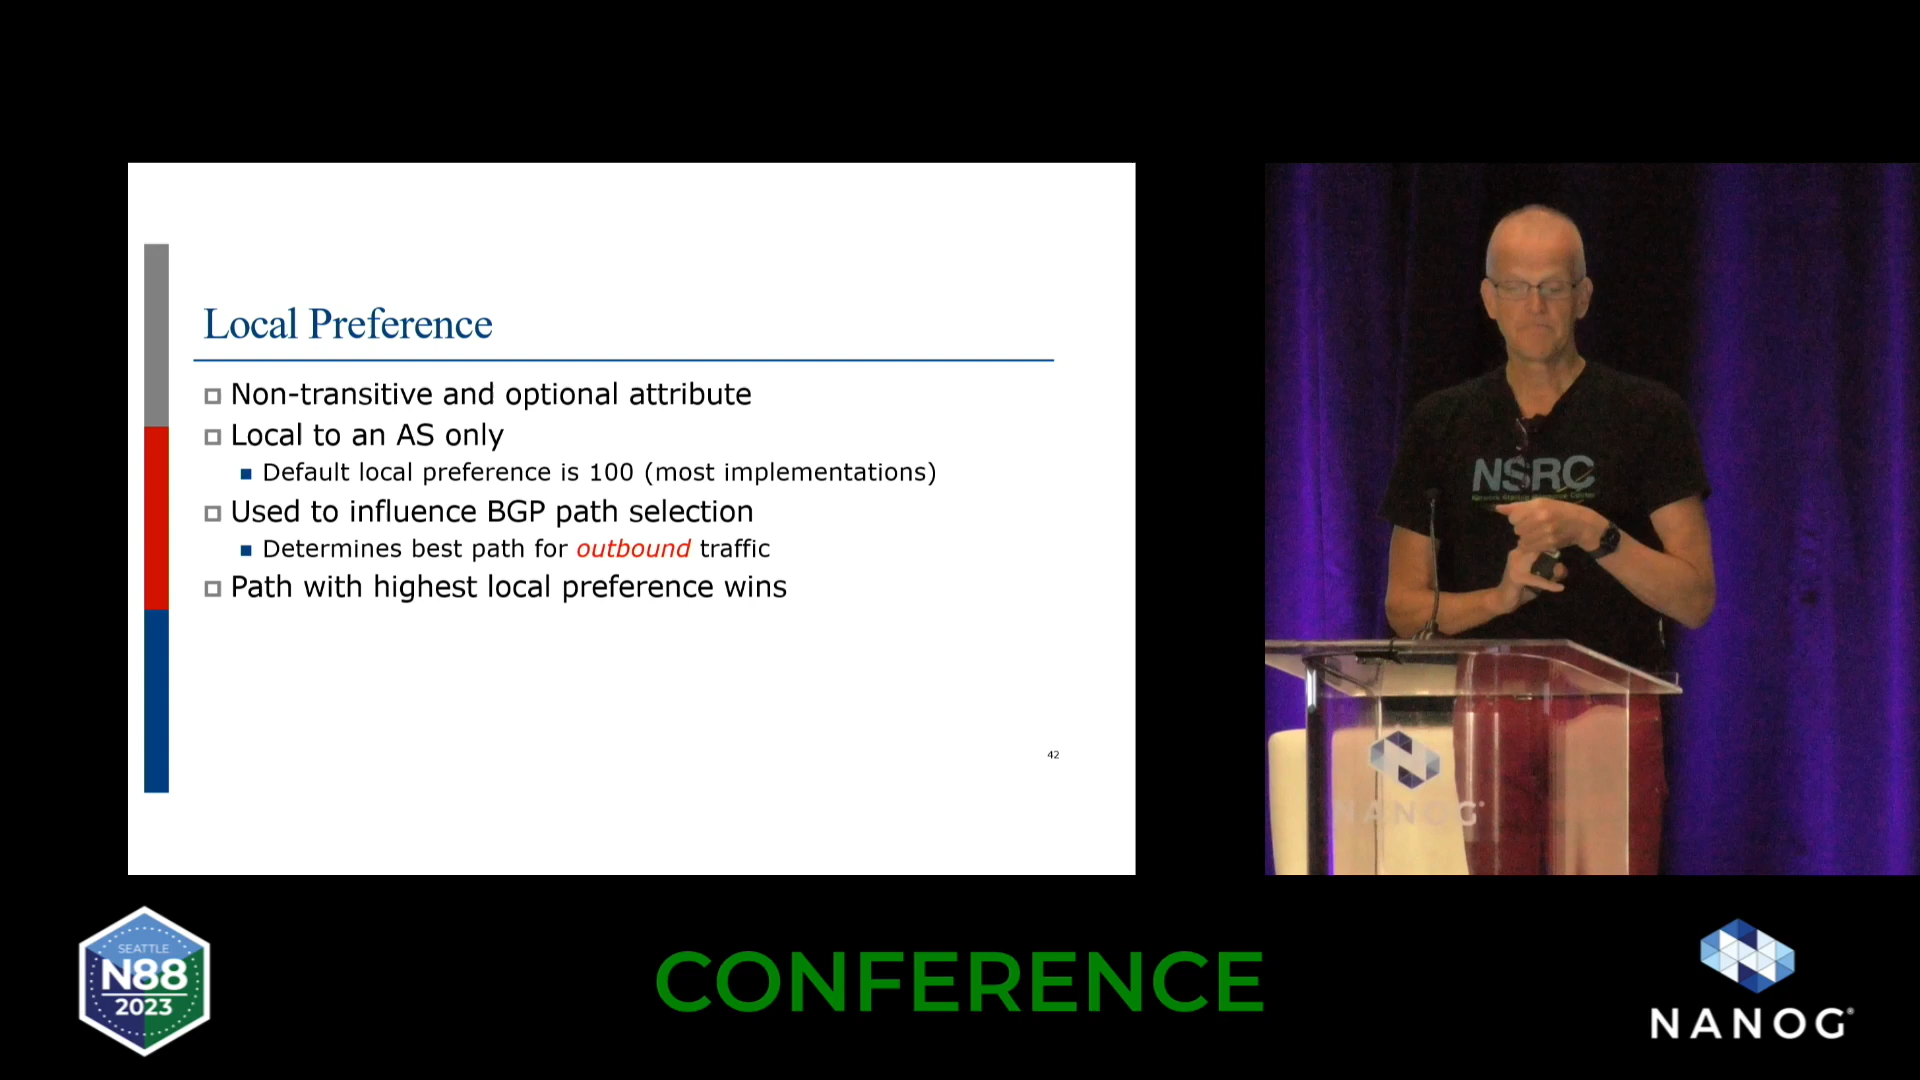 Local Preference
Non-transitive and optional attribute
Local to an AS only
Default local preference is 100 (most implementations)
Used to influence BGP path selection
Determines best path for outbound traffic
Path with highest local preference wins
42
NSRC
NANOG
SEATTLE
N88
2023
CONFERENCE
NANOG